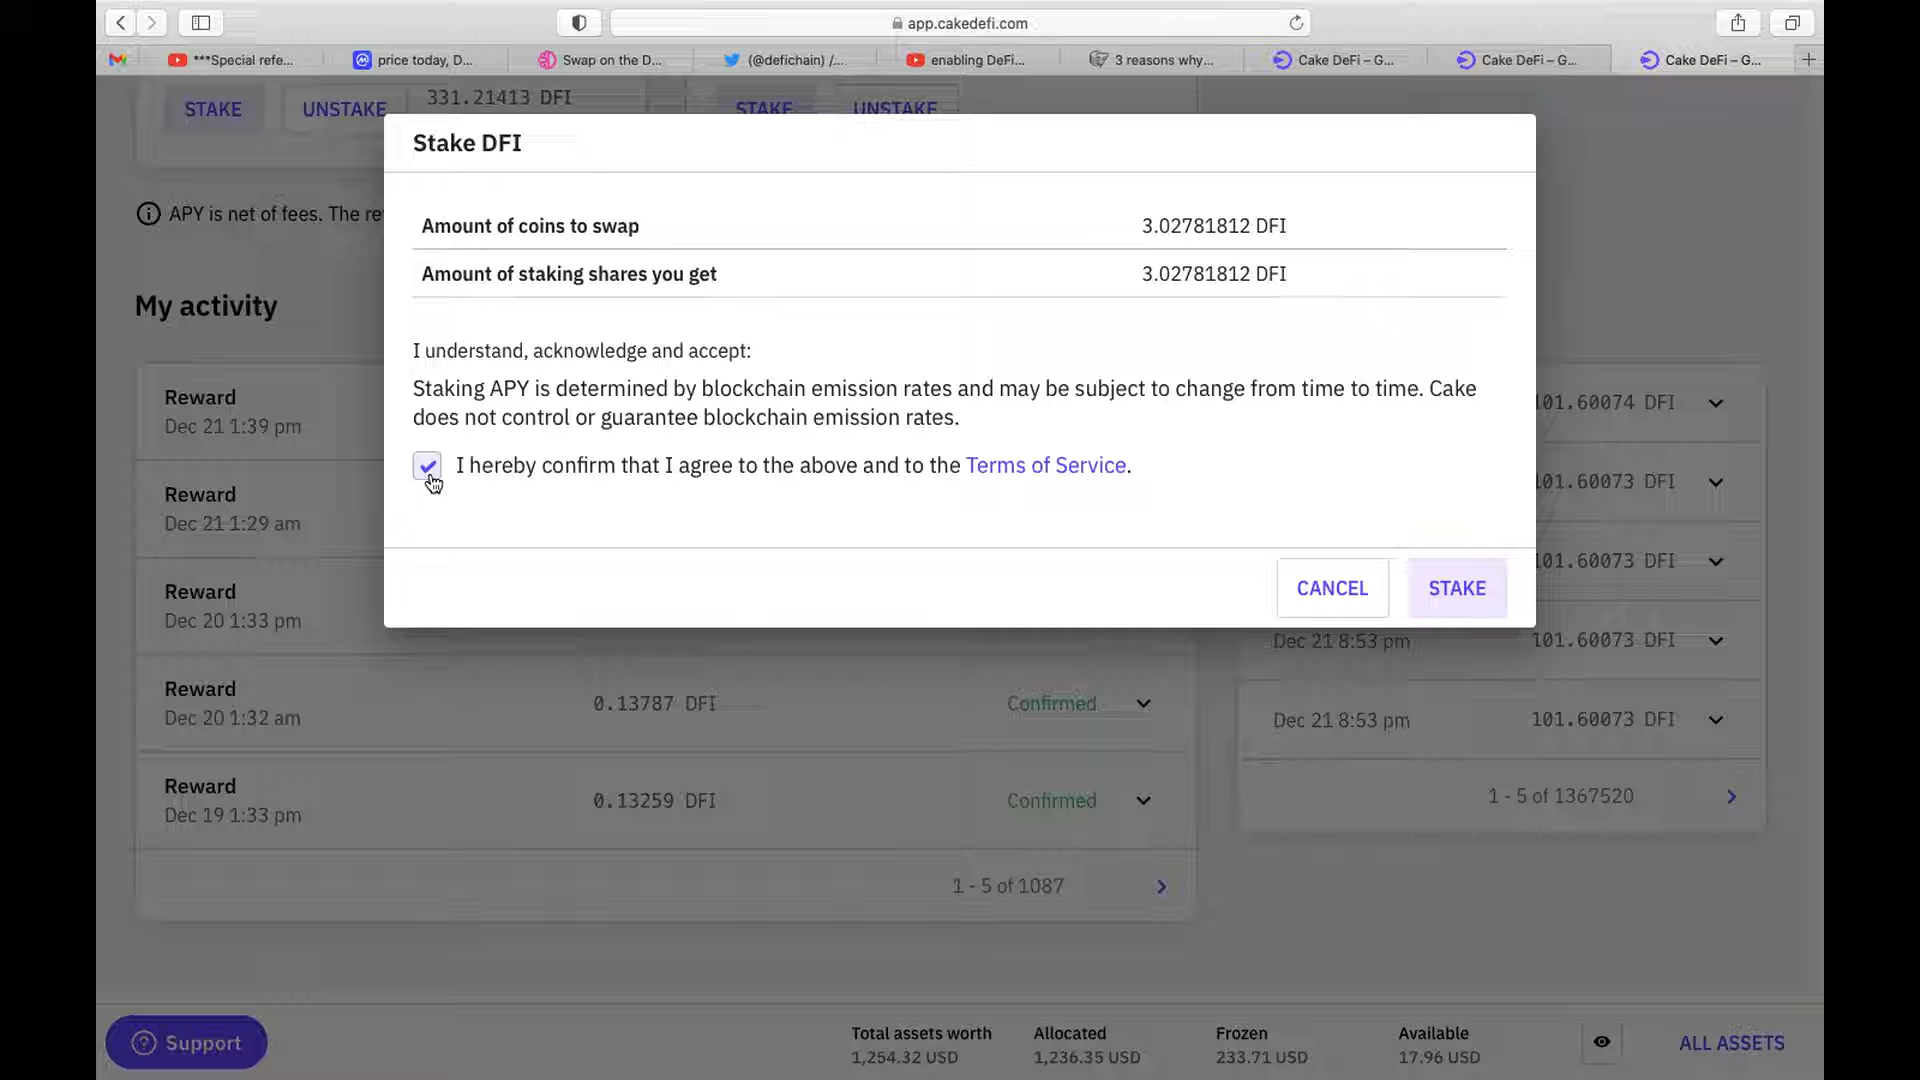 app.cakedefi.com
***Special refe...
price today, D...
Swap on the D...
(@defichain) /...
enabling DeFi...
3 reasons why...
Cake DeFi – G...
Cake DeFi – G...
Cake DeFi – G...
STAKE
UNSTAKE
331.21413 DFI
STAKE
UNSTAKE
Stake DFI
Amount of coins to swap 3.02781812 DFI
Amount of staking shares you get 3.02781812 DFI
I understand, acknowledge and accept:
Staking APY is determined by blockchain emission rates and may be subject to change from time to time. Cake
does not control or guarantee blockchain emission rates.
I hereby confirm that I agree to the above and to the Terms of Service.
CANCEL
STAKE
APY is net of fees. The re
My activity
Reward
Dec 21 1:39 pm
Reward
Dec 21 1:29 am
Reward
Dec 20 1:33 pm
Reward
Dec 20 1:32 am
0.13787 DFI
Confirmed
Reward
Dec 19 1:33 pm
0.13259 DFI
Confirmed
1 - 5 of 1087
101.60074 DFI
101.60073 DFI
101.60073 DFI
Dec 21 8:53 pm 101.60073 DFI
Dec 21 8:53 pm 101.60073 DFI
1 - 5 of 1367520
? Support
Total assets worth
1,254.32 USD
Allocated
1,236.35 USD
Frozen
233.71 USD
Available
17.96 USD
ALL ASSETS